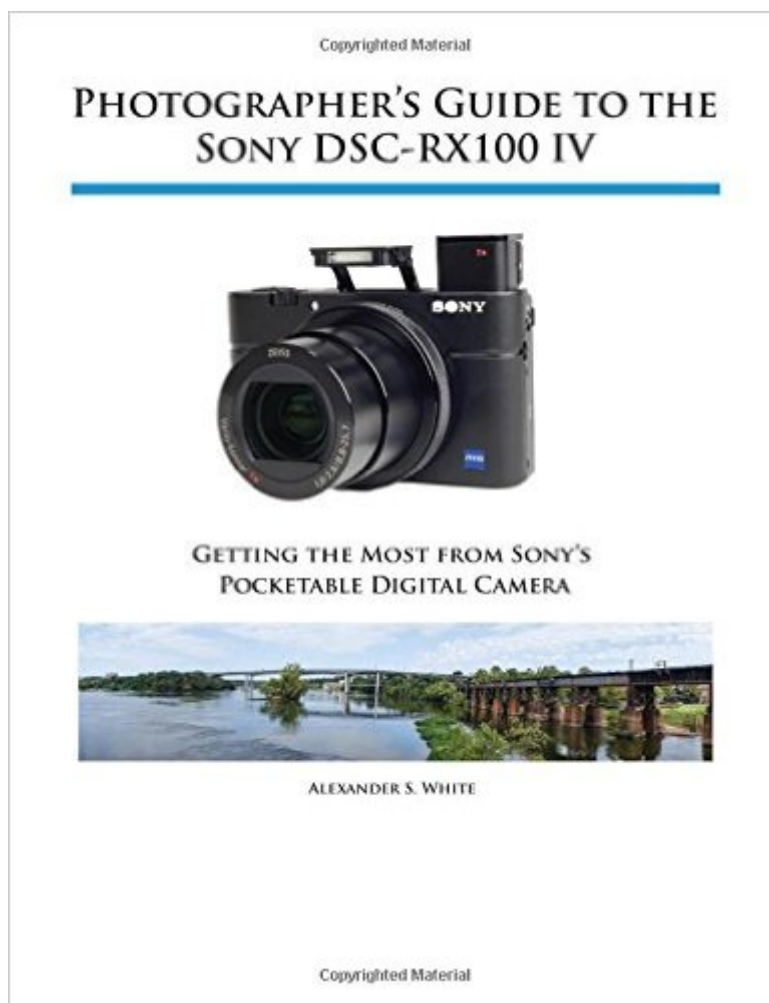 Copyrighted Material
PHOTOGRAPHER'S GUIDE TO THE
SONY DSC-RX100 IV
SONY
ZEISS
GETTING THE MOST FROM SONY'S
POCKETABLE DIGITAL CAMERA
ALEXANDER S. WHITE
Copyrighted Material